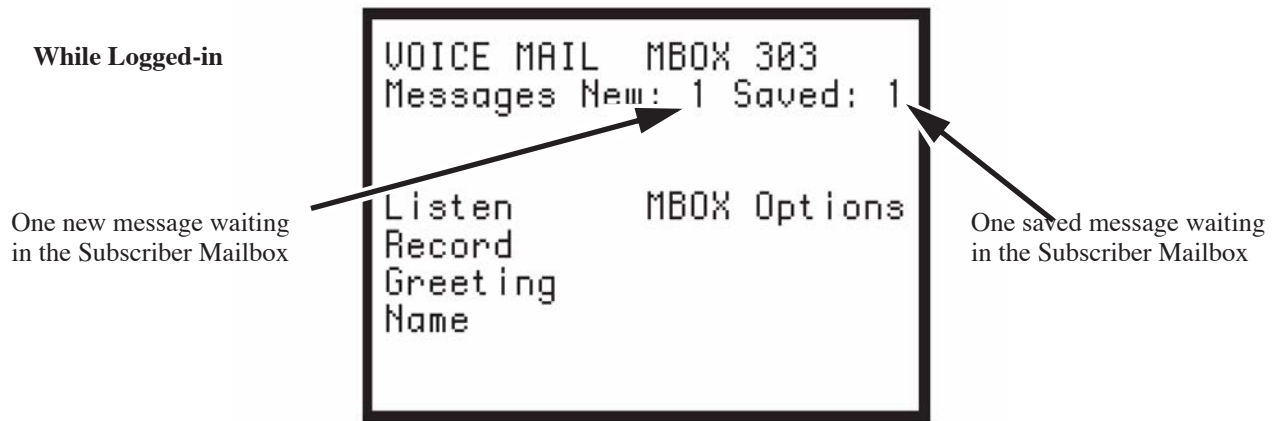 While Logged-in
VOICE MAIL MBOX 303
Messages New: 1 Saved: 1
One new message waiting
in the Subscriber Mailbox
Listen MBOX Options
Record
Greeting
Name
One saved message waiting
in the Subscriber Mailbox